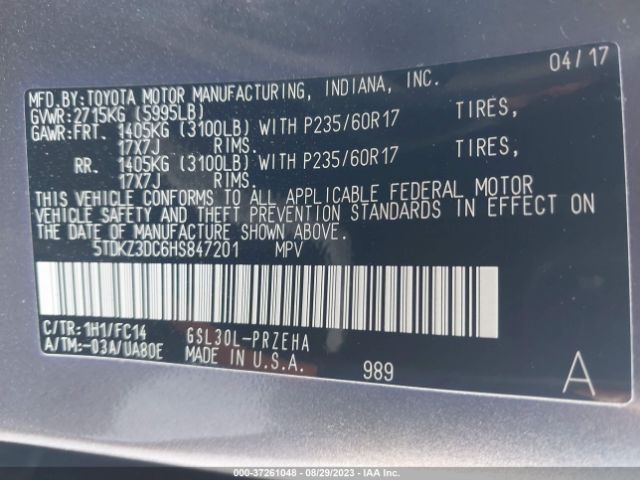 04/17
MFD.BY:TOYOTA MOTOR MANUFACTURING, INDIANA, INC.
GVWR:2715KG (5995LB)
GAWR:FRT. 1405KG (3100LB) WITH P235/60R17 TIRES,
17X7J RIMS.
RR. 1405KG (3100LB) WITH P235/60R17 TIRES,
17X7J RIMS.
THIS VEHICLE CONFORMS TO ALL APPLICABLE FEDERAL MOTOR
VEHICLE SAFETY AND THEFT PREVENTION STANDARDS IN EFFECT ON
THE DATE OF MANUFACTURE SHOWN ABOVE.
5TDKZ3DC6HS847201 MPV
C/TR:1H1/FC14 GSL30L-PRZEHA
A/TM:-03A/UA80E MADE IN U.S.A.
989
A
000-37261048 - 08/29/2023 - IAA Inc.